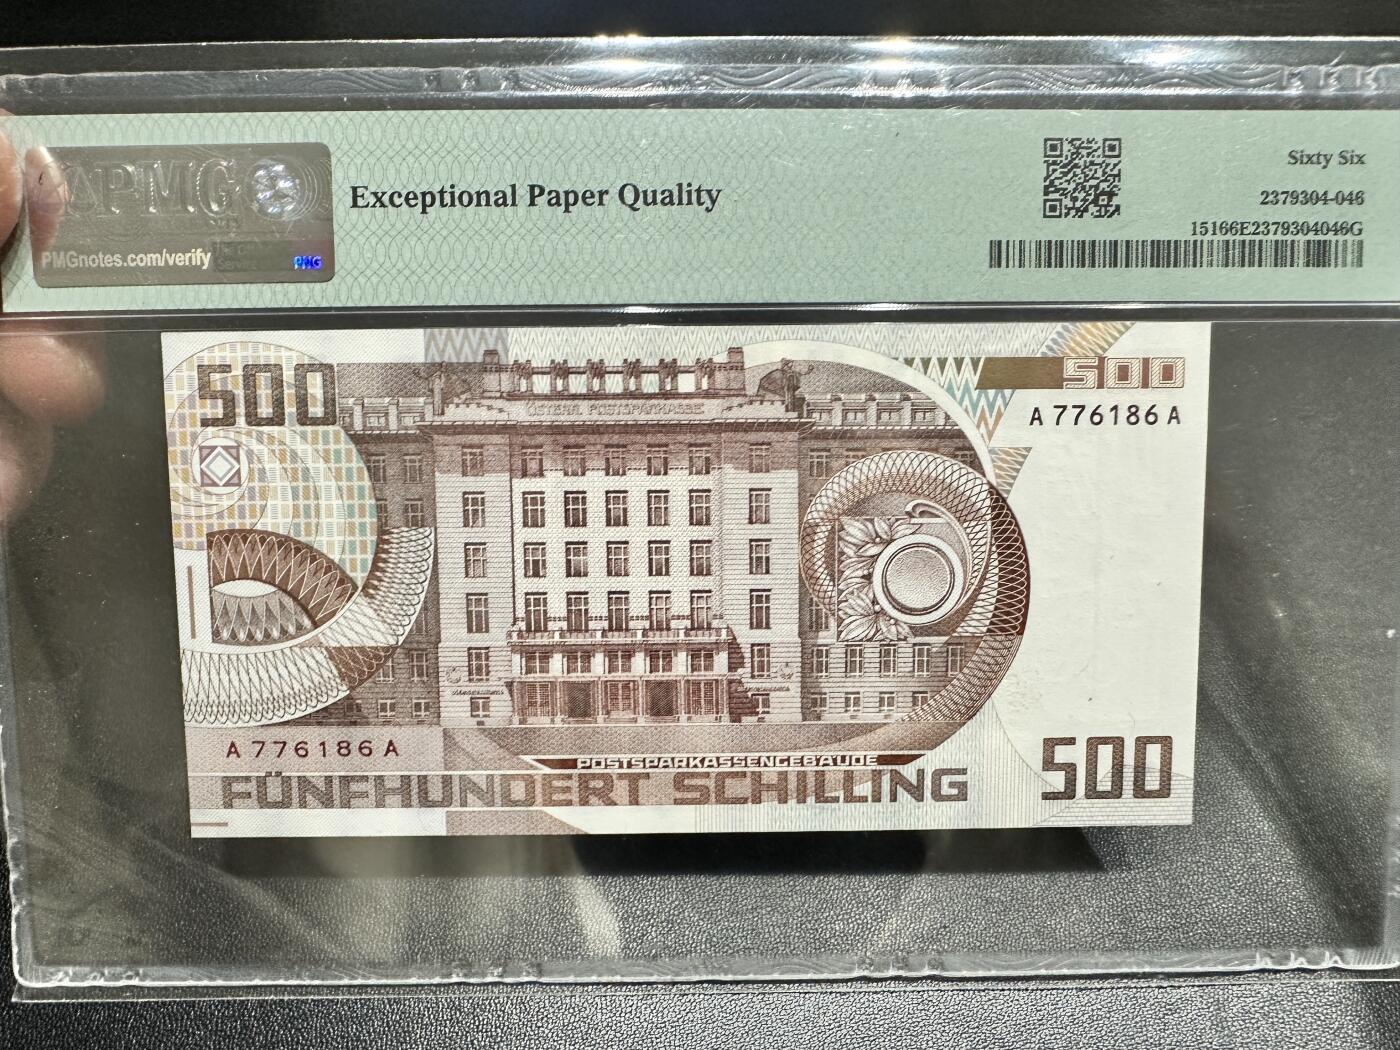 PMG
PMGnotes.com/verify
PMG
Exceptional Paper Quality
Sixty Six
2379304-046
15166E2379304046G
500
ÖSTERR. POSTSPARKASSE
500
A 776186 A
A 776186 A
POSTSPARKASSENGEBÄUDE
FÜNFHUNDERT SCHILLING
500